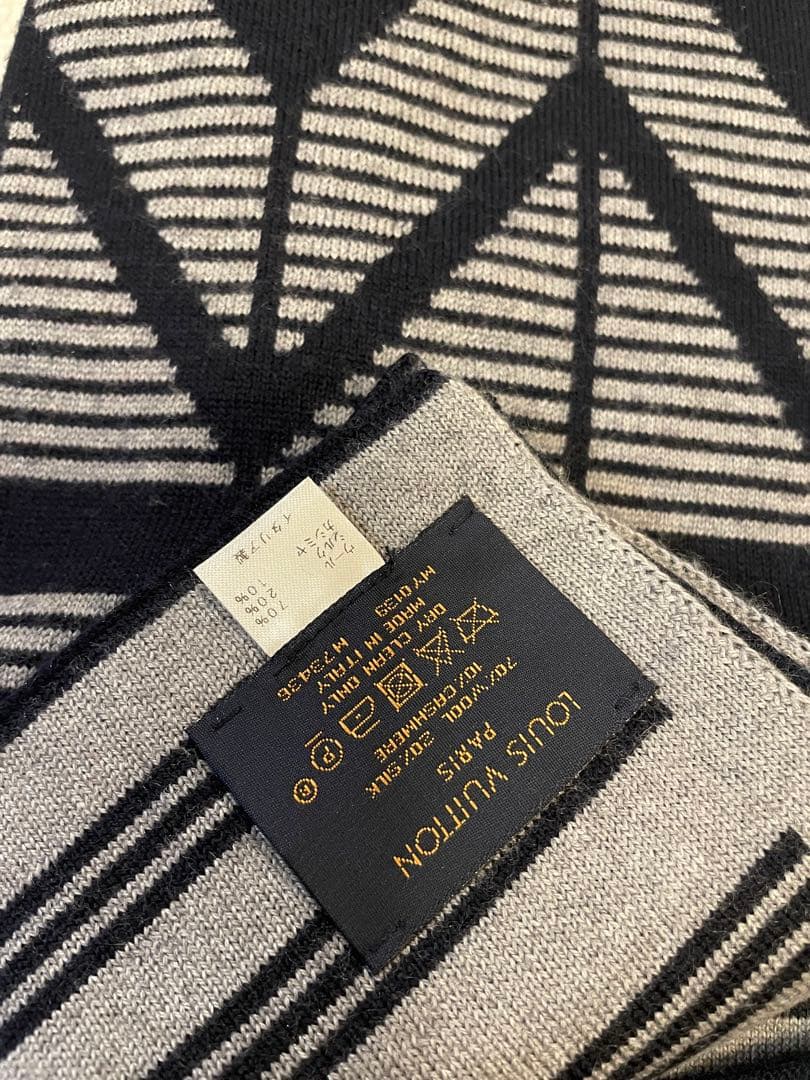 LOUIS VUITTON
PARIS
70% WOOL 20% SILK
10% CASHMERE
P
DRY CLEAN ONLY
MADE IN ITALY
M73436
MY 0139
ウール 70%
シルク 20%
カシミヤ 10%
イタリア製